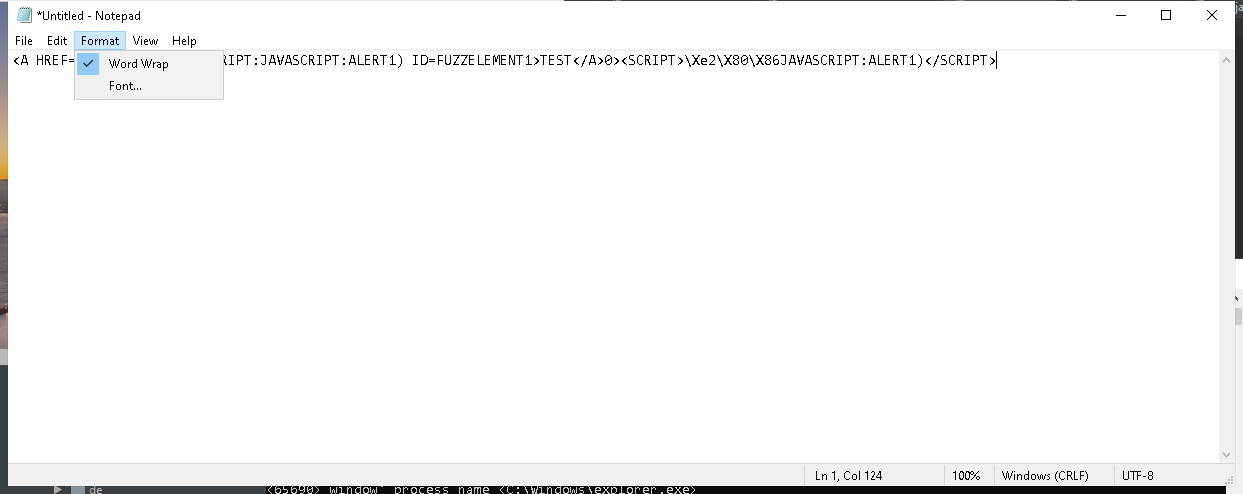 *Untitled - Notepad
File Edit Format View Help
<A HREF= RIPT:JAVASCRIPT:ALERT1) ID=FUZZELEMENT1>TEST</A>0><SCRIPT>\Xe2\X80\X86JAVASCRIPT:ALERT1)</SCRIPT>
Word Wrap
Font...
Ln 1, Col 124 100% Windows (CRLF) UTF-8
de <65690> window' process name <C:\Windows\explorer.exe>